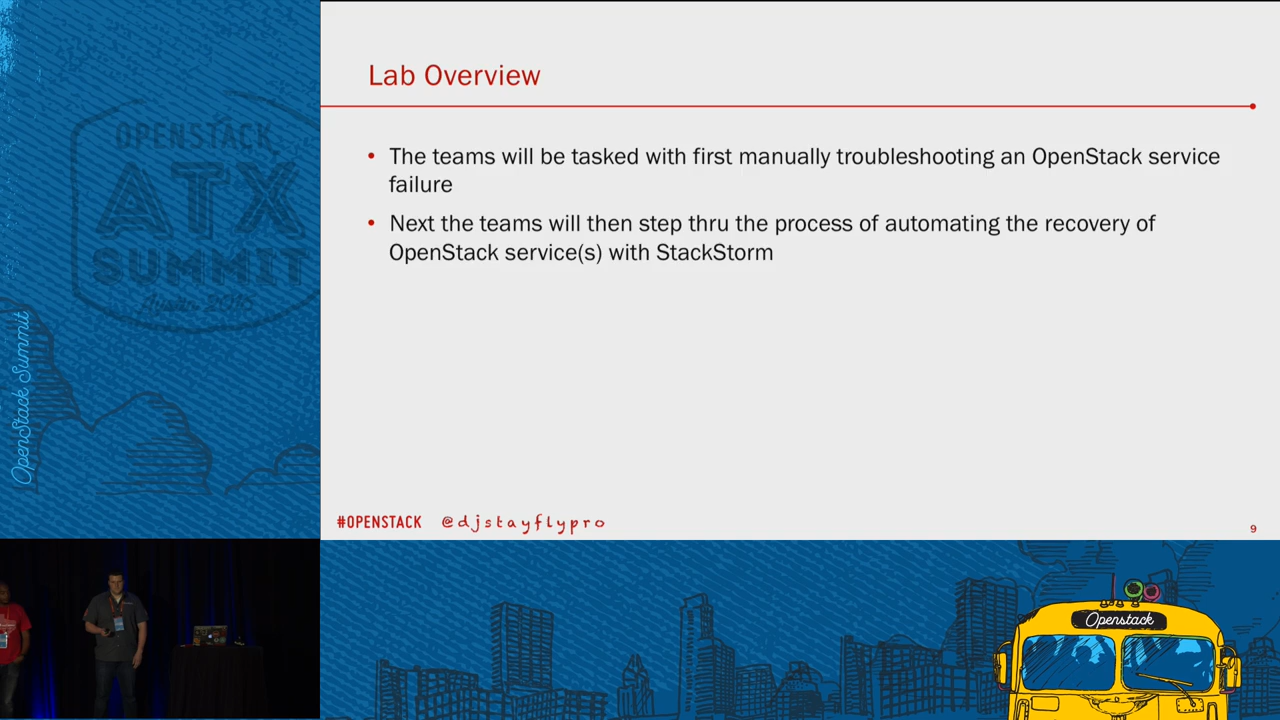 OPENSTACK
ATX
SUMMIT
Austin 2016
OpenStack Summit
Lab Overview
• The teams will be tasked with first manually troubleshooting an OpenStack service
failure
• Next the teams will then step thru the process of automating the recovery of
OpenStack service(s) with StackStorm
#OPENSTACK @djstayflypro
9
Openstack